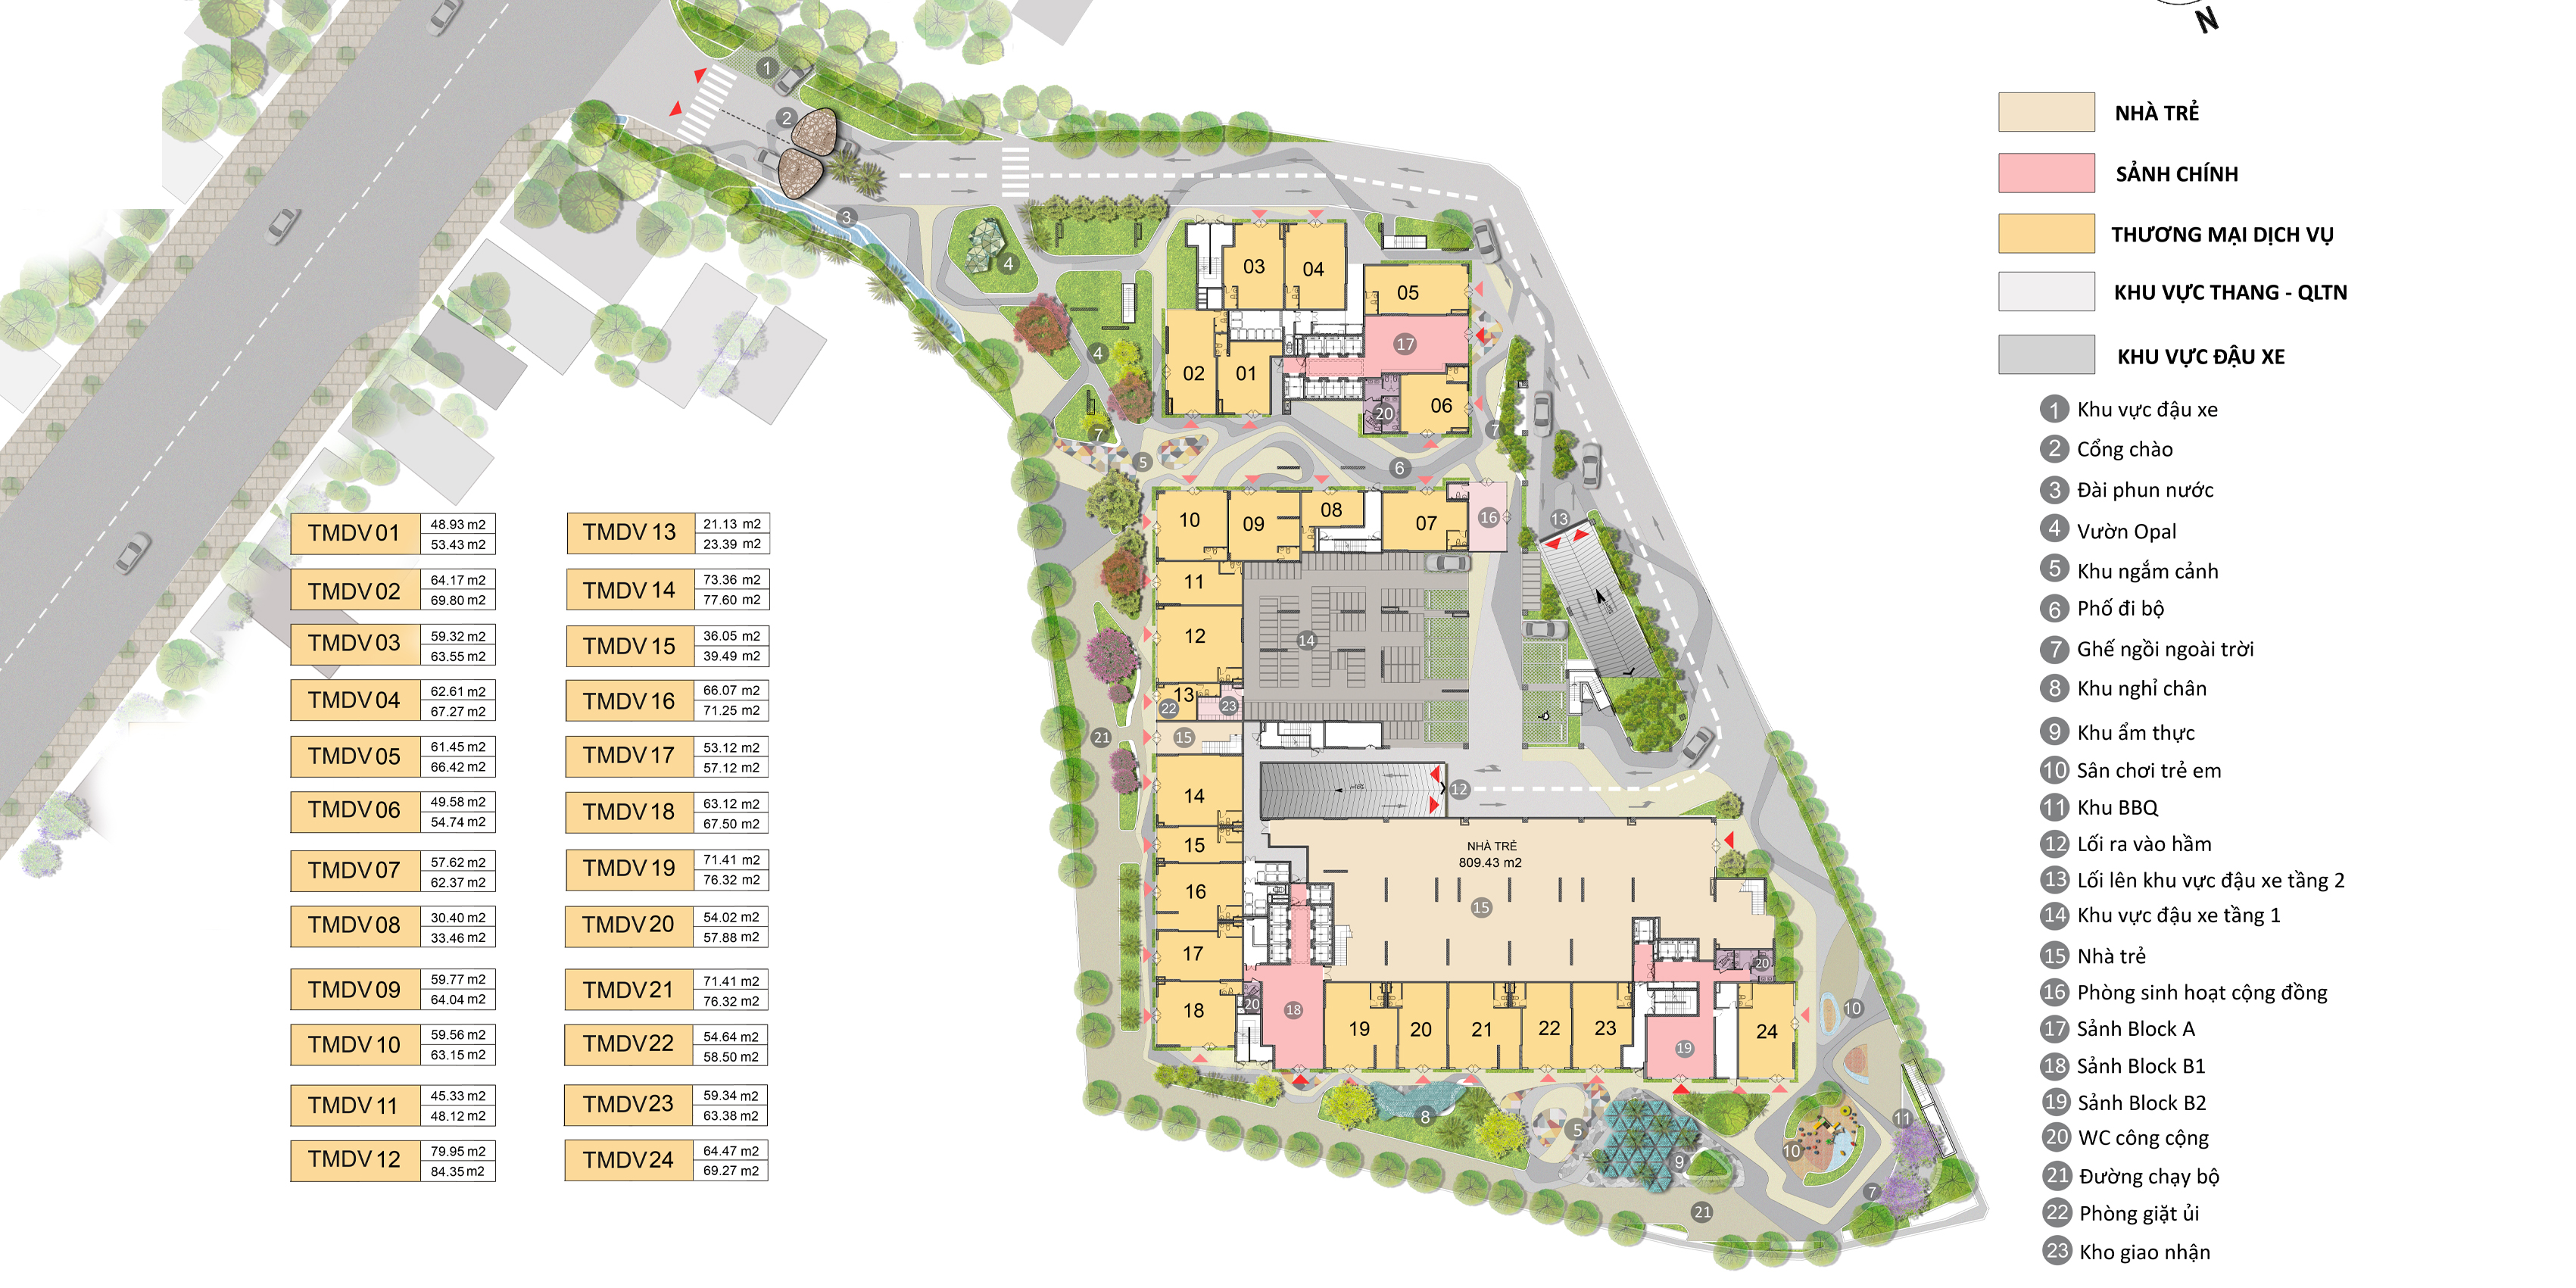 N
NHÀ TRẺ
SẢNH CHÍNH
THƯƠNG MẠI DỊCH VỤ
KHU VỰC THANG - QLTN
KHU VỰC ĐẬU XE
1 Khu vực đậu xe
2 Cổng chào
3 Đài phun nước
4 Vườn Opal
5 Khu ngắm cảnh
6 Phố đi bộ
7 Ghế ngồi ngoài trời
8 Khu nghỉ chân
9 Khu ẩm thực
10 Sân chơi trẻ em
11 Khu BBQ
12 Lối ra vào hầm
13 Lối lên khu vực đậu xe tầng 2
14 Khu vực đậu xe tầng 1
15 Nhà trẻ
16 Phòng sinh hoạt cộng đồng
17 Sảnh Block A
18 Sảnh Block B1
19 Sảnh Block B2
20 WC công cộng
21 Đường chạy bộ
22 Phòng giặt ủi
23 Kho giao nhận
TMDV 01 48.93 m2
53.43 m2
TMDV 02 64.17 m2
69.80 m2
TMDV 03 59.32 m2
63.55 m2
TMDV 04 62.61 m2
67.27 m2
TMDV 05 61.45 m2
66.42 m2
TMDV 06 49.58 m2
54.74 m2
TMDV 07 57.62 m2
62.37 m2
TMDV 08 30.40 m2
33.46 m2
TMDV 09 59.77 m2
64.04 m2
TMDV 10 59.56 m2
63.15 m2
TMDV 11 45.33 m2
48.12 m2
TMDV 12 79.95 m2
84.35 m2
TMDV 13 21.13 m2
23.39 m2
TMDV 14 73.36 m2
77.60 m2
TMDV 15 36.05 m2
39.49 m2
TMDV 16 66.07 m2
71.25 m2
TMDV 17 53.12 m2
57.12 m2
TMDV 18 63.12 m2
67.50 m2
TMDV 19 71.41 m2
76.32 m2
TMDV 20 54.02 m2
57.88 m2
TMDV 21 71.41 m2
76.32 m2
TMDV 22 54.64 m2
58.50 m2
TMDV 23 59.34 m2
63.38 m2
TMDV 24 64.47 m2
69.27 m2
1
2
3
4
03
04
05
17
4
02
01
20
06
7
7
5
6
10
09
08
07
16
13
11
12
14
13
22
23
21
15
14
12
15
NHÀ TRẺ
809.43 m2
16
15
17
20
18
20
18
19
20
21
22
23
19
24
10
8
5
9
10
11
7
21